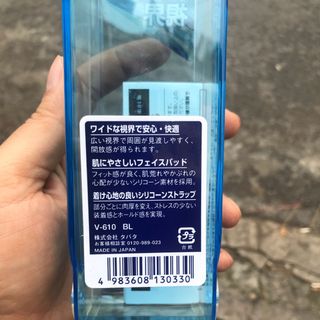 視界
ワイドな視界で安心・快適
広い視界で周囲が見渡しやすく、
開放感が得られます。
肌にやさしいフェイスパッド
フィット感が良く、肌荒れやかぶれの
心配が少ないシリコーン素材を採用。
着け心地の良いシリコーンストラップ
部分ごとに肉厚を変え、ストレスの少ない
装着感とホールド感を実現。
V-610 BL
株式会社 タバタ
お客様相談室 0120-989-023
MADE IN JAPAN
台紙
4 983608 130330